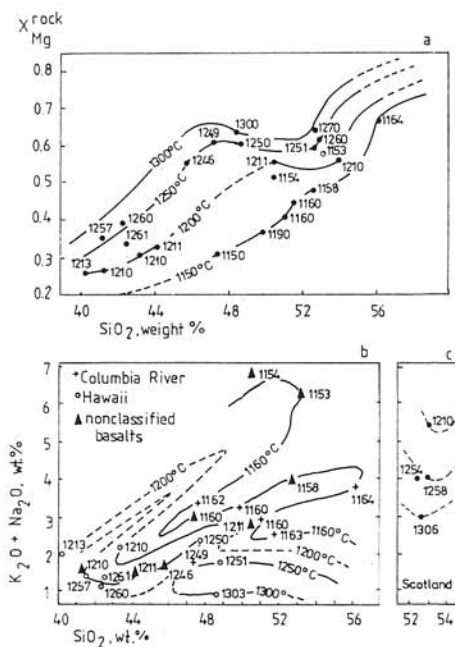 X rock Mg
a
0.8
0.7
0.6
0.5
0.4
0.3
0.2
1300°C
1250°C
1200°C
1150°C
1249
1300
1250
1246
1270
1260
1251
1153
1164
1211
1154
1210
1158
1160
1160
1190
1150
1257
1260
1261
1213
1210
1210
1211
40 44 48 52 56
SiO₂, weight %
b
K₂O + Na₂O, wt.%
7
6
5
4
3
2
1
+ Columbia River
○ Hawaii
▲ nonclassified
basalts
1154
1153
1200°C
1160°C
1158
1164
1162
1160
1160
1211
1160
1163
1160°C
1200°C
1250°C
1213
1210
1210
1250
1249
1211
1246
1251
1257
1261
1260
1303
1300°
40 44 48 52 56
SiO₂, wt.%
c
1210
1254
1258
1306
Scotland
52 54 56